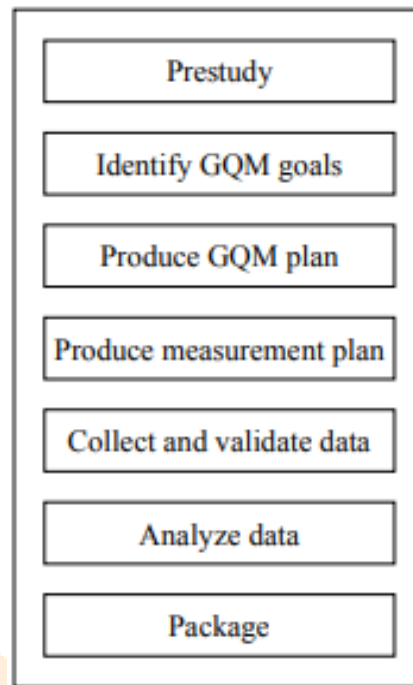 Prestudy
Identify GQM goals
Produce GQM plan
Produce measurement plan
Collect and validate data
Analyze data
Package